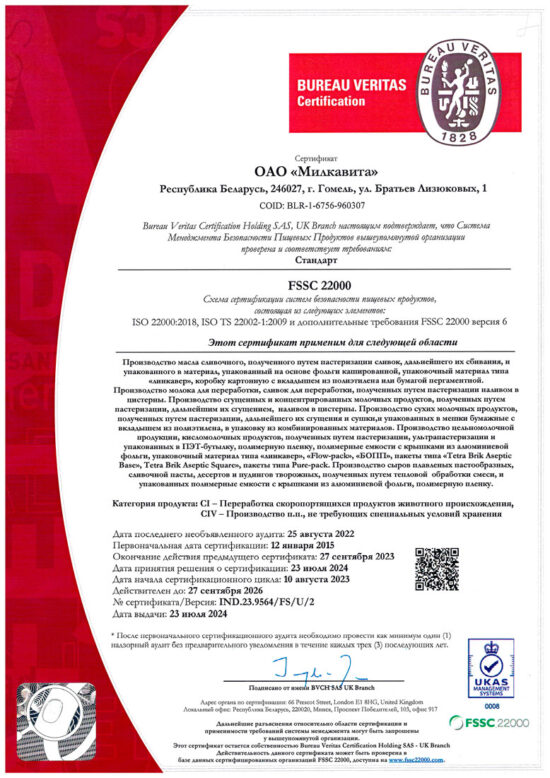 BUREAU VERITAS
Certification
BUREAU VERITAS
1828
Сертификат
ОАО «Милкавита»
Республика Беларусь, 246027, г. Гомель, ул. Братьев Лизюковых, 1
COID: BLR-1-6756-960307
Bureau Veritas Certification Holding SAS, UK Branch настоящим подтверждает, что Система
Менеджмента Безопасности Пищевых Продуктов вышеупомянутой организации
проверена и соответствует требованиям:
Стандарт
FSSC 22000
Схема сертификации систем безопасности пищевых продуктов,
состоящая из следующих элементов:
ISO 22000:2018, ISO TS 22002-1:2009 и дополнительные требования FSSC 22000 версия 6
Этот сертификат применим для следующей области
Производство масла сливочного, полученного путем пастеризации сливок, дальнейшего их сбивания, и
упакованного в материал, упакованный на основе фольги кашированной, упаковочный материал типа
«линкавер», коробку картонную с вкладышем из полиэтилена или бумагой пергаментной.
Производство молока для переработки, сливок для переработки, полученных путем пастеризации наливом в
цистерны. Производство сгущенных и концентрированных молочных продуктов, полученных путем
пастеризации, дальнейшим их сгущением, наливом в цистерны. Производство сухих молочных продуктов,
полученных путем пастеризации, дальнейшего их сгущения и сушки,и упакованных в мешки бумажные с
вкладышем из полиэтилена, в упаковку из комбинированных материалов. Производство цельномолочной
продукции, кисломолочных продуктов, полученных путем пастеризации, ультрапастеризации и
упакованных в ПЭТ-бутылку, полимерную пленку, полимерные емкости с крышками из алюминиевой
фольги, упаковочный материал типа «линкавер», «Flow-pack», «БОПП», пакеты типа «Tetra Brik Aseptic
Base», Tetra Brik Aseptic Square», пакеты типа Pure-pack. Производство сыров плавленых пастообразных,
сливочной пасты, десертов и пудингов творожных, полученных путем тепловой обработки смеси, и
упакованных полимерные емкости с крышками из алюминиевой фольги, полимерную пленку.
Категория продукта: CI – Переработка скоропортящихся продуктов животного происхождения,
CIV – Производство п.п., не требующих специальных условий хранения
Дата последнего необъявленного аудита: 25 августа 2022
Первоначальная дата сертификации: 12 января 2015
Окончание действия предыдущего сертификата: 27 сентября 2023
Дата принятия решения о сертификации: 23 июля 2024
Дата начала сертификационного цикла: 10 августа 2023
Действителен до: 27 сентября 2026
№ сертификата/Версия: IND.23.9564/FS/U/2
Дата выдачи: 23 июля 2024
* После первоначального сертификационного аудита необходимо провести как минимум один (1)
надзорный аудит без предварительного уведомления в течение каждых трех (3) последующих лет.
Подписано от имени BVCH SAS UK Branch
Адрес органа по сертификации: 66 Prescot Street, London E1 8HG, United Kingdom
Локальный офис: Республика Беларусь, 220020, Минск, Проспект Победителей, 103, офис 917
Дальнейшие разъяснения относительно области сертификации и
применимости требований системы менеджмента могут быть запрошены
у вышеупомянутой организации.
Этот сертификат остается собственностью Bureau Veritas Certification Holding SAS - UK Branch
Действительность данного сертификата может быть проверена в
базе данных сертифицированных организаций FSSC 22000, доступна на www.fssc22000.com.
UKAS
MANAGEMENT
SYSTEMS
0008
FSSC 22000